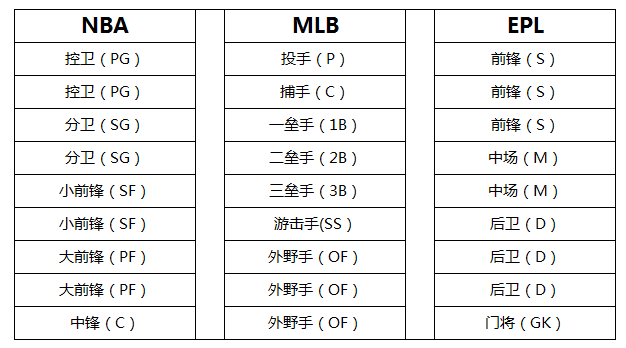 NBA MLB EPL
控卫（PG） 投手（P） 前锋（S）
控卫（PG） 捕手（C） 前锋（S）
分卫（SG） 一垒手（1B） 前锋（S）
分卫（SG） 二垒手（2B） 中场（M）
小前锋（SF） 三垒手（3B） 中场（M）
小前锋（SF） 游击手(SS） 后卫（D）
大前锋（PF） 外野手（OF） 后卫（D）
大前锋（PF） 外野手（OF） 后卫（D）
中锋（C） 外野手（OF） 门将（GK）